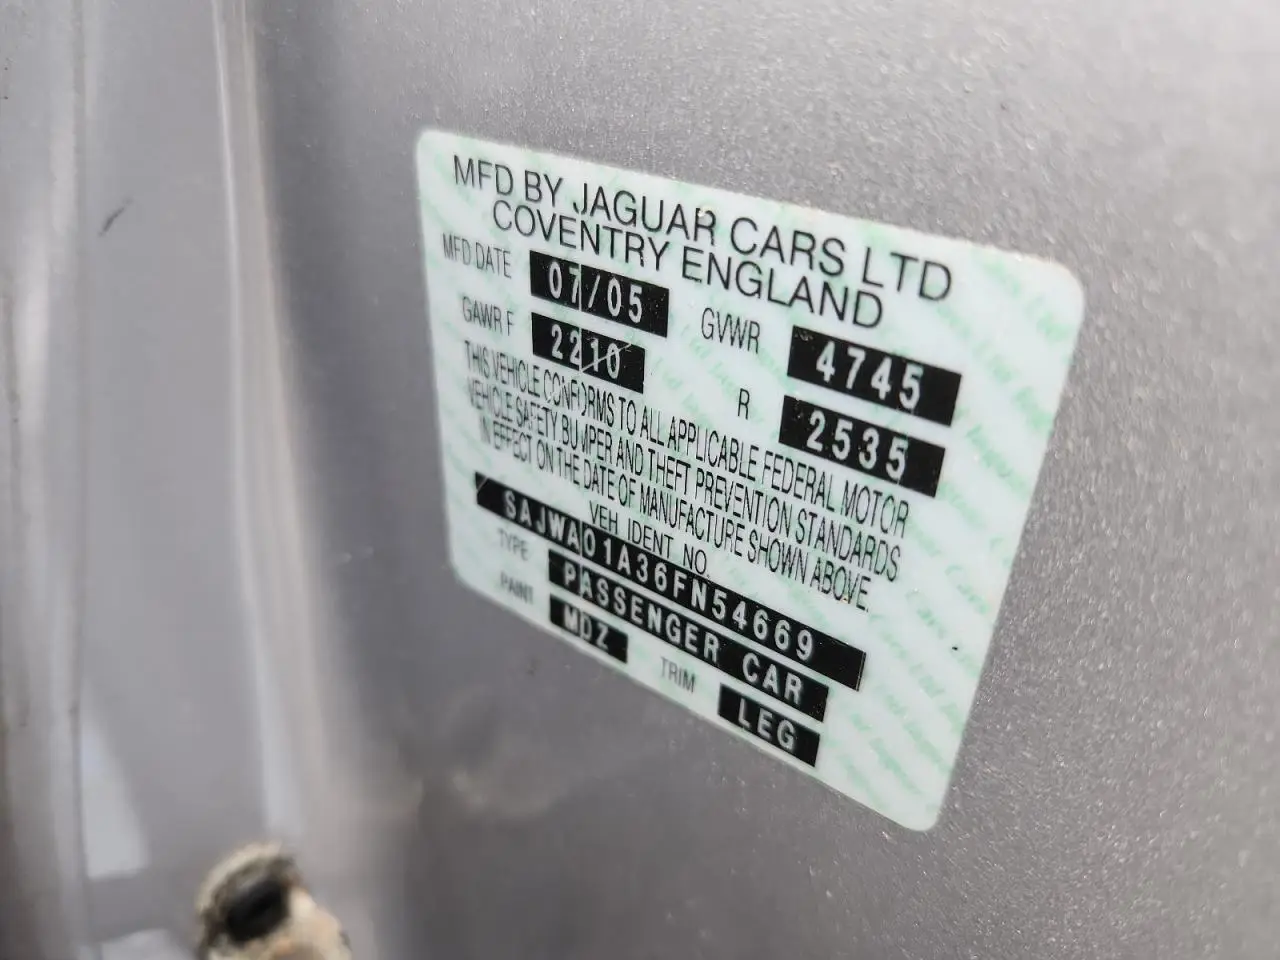 MFD BY JAGUAR CARS LTD
COVENTRY ENGLAND
MFD DATE 07/05 GVWR 4745
GAWR F 2210 R 2535
THIS VEHICLE CONFORMS TO ALL APPLICABLE FEDERAL MOTOR
VEHICLE SAFETY BUMPER AND THEFT PREVENTION STANDARDS
IN EFFECT ON THE DATE OF MANUFACTURE SHOWN ABOVE.
VEH. IDENT NO.
SAJWA01A36FN54669
TYPE PASSENGER CAR
PAINT MDZ TRIM LEG